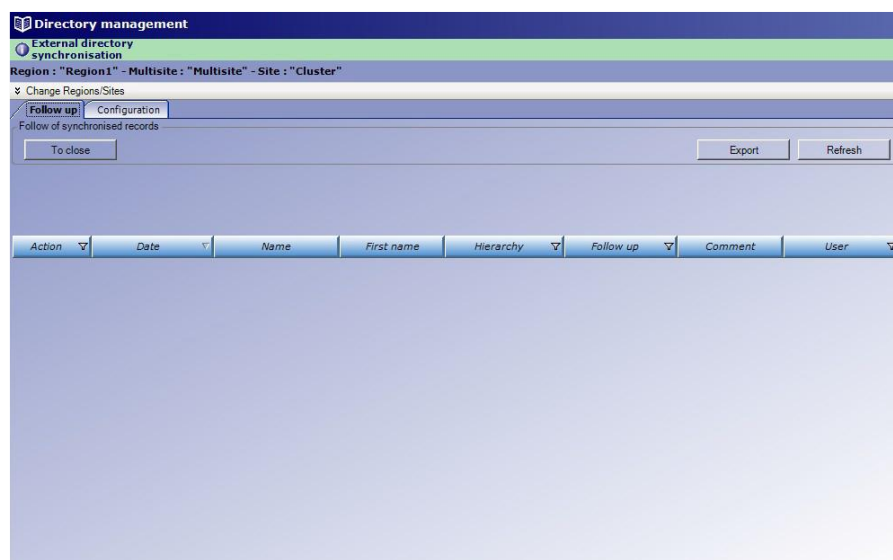 Directory management
External directory
synchronisation
Region : "Region1" - Multisite : "Multisite" - Site : "Cluster"
Change Regions/Sites
Follow up Configuration
Follow of synchronised records
To close Export Refresh
Action Date Name First name Hierarchy Follow up Comment User